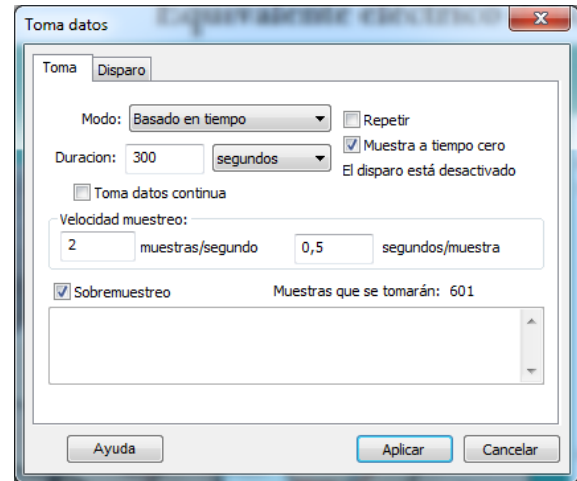 Equivalente eléctrico
Toma datos
Toma Disparo
Modo: Basado en tiempo Repetir
Muestra a tiempo cero
Duracion: 300 segundos El disparo está desactivado
Toma datos continua
Velocidad muestreo:
2 muestras/segundo 0,5 segundos/muestra
Sobremuestreo Muestras que se tomarán: 601
Ayuda Aplicar Cancelar